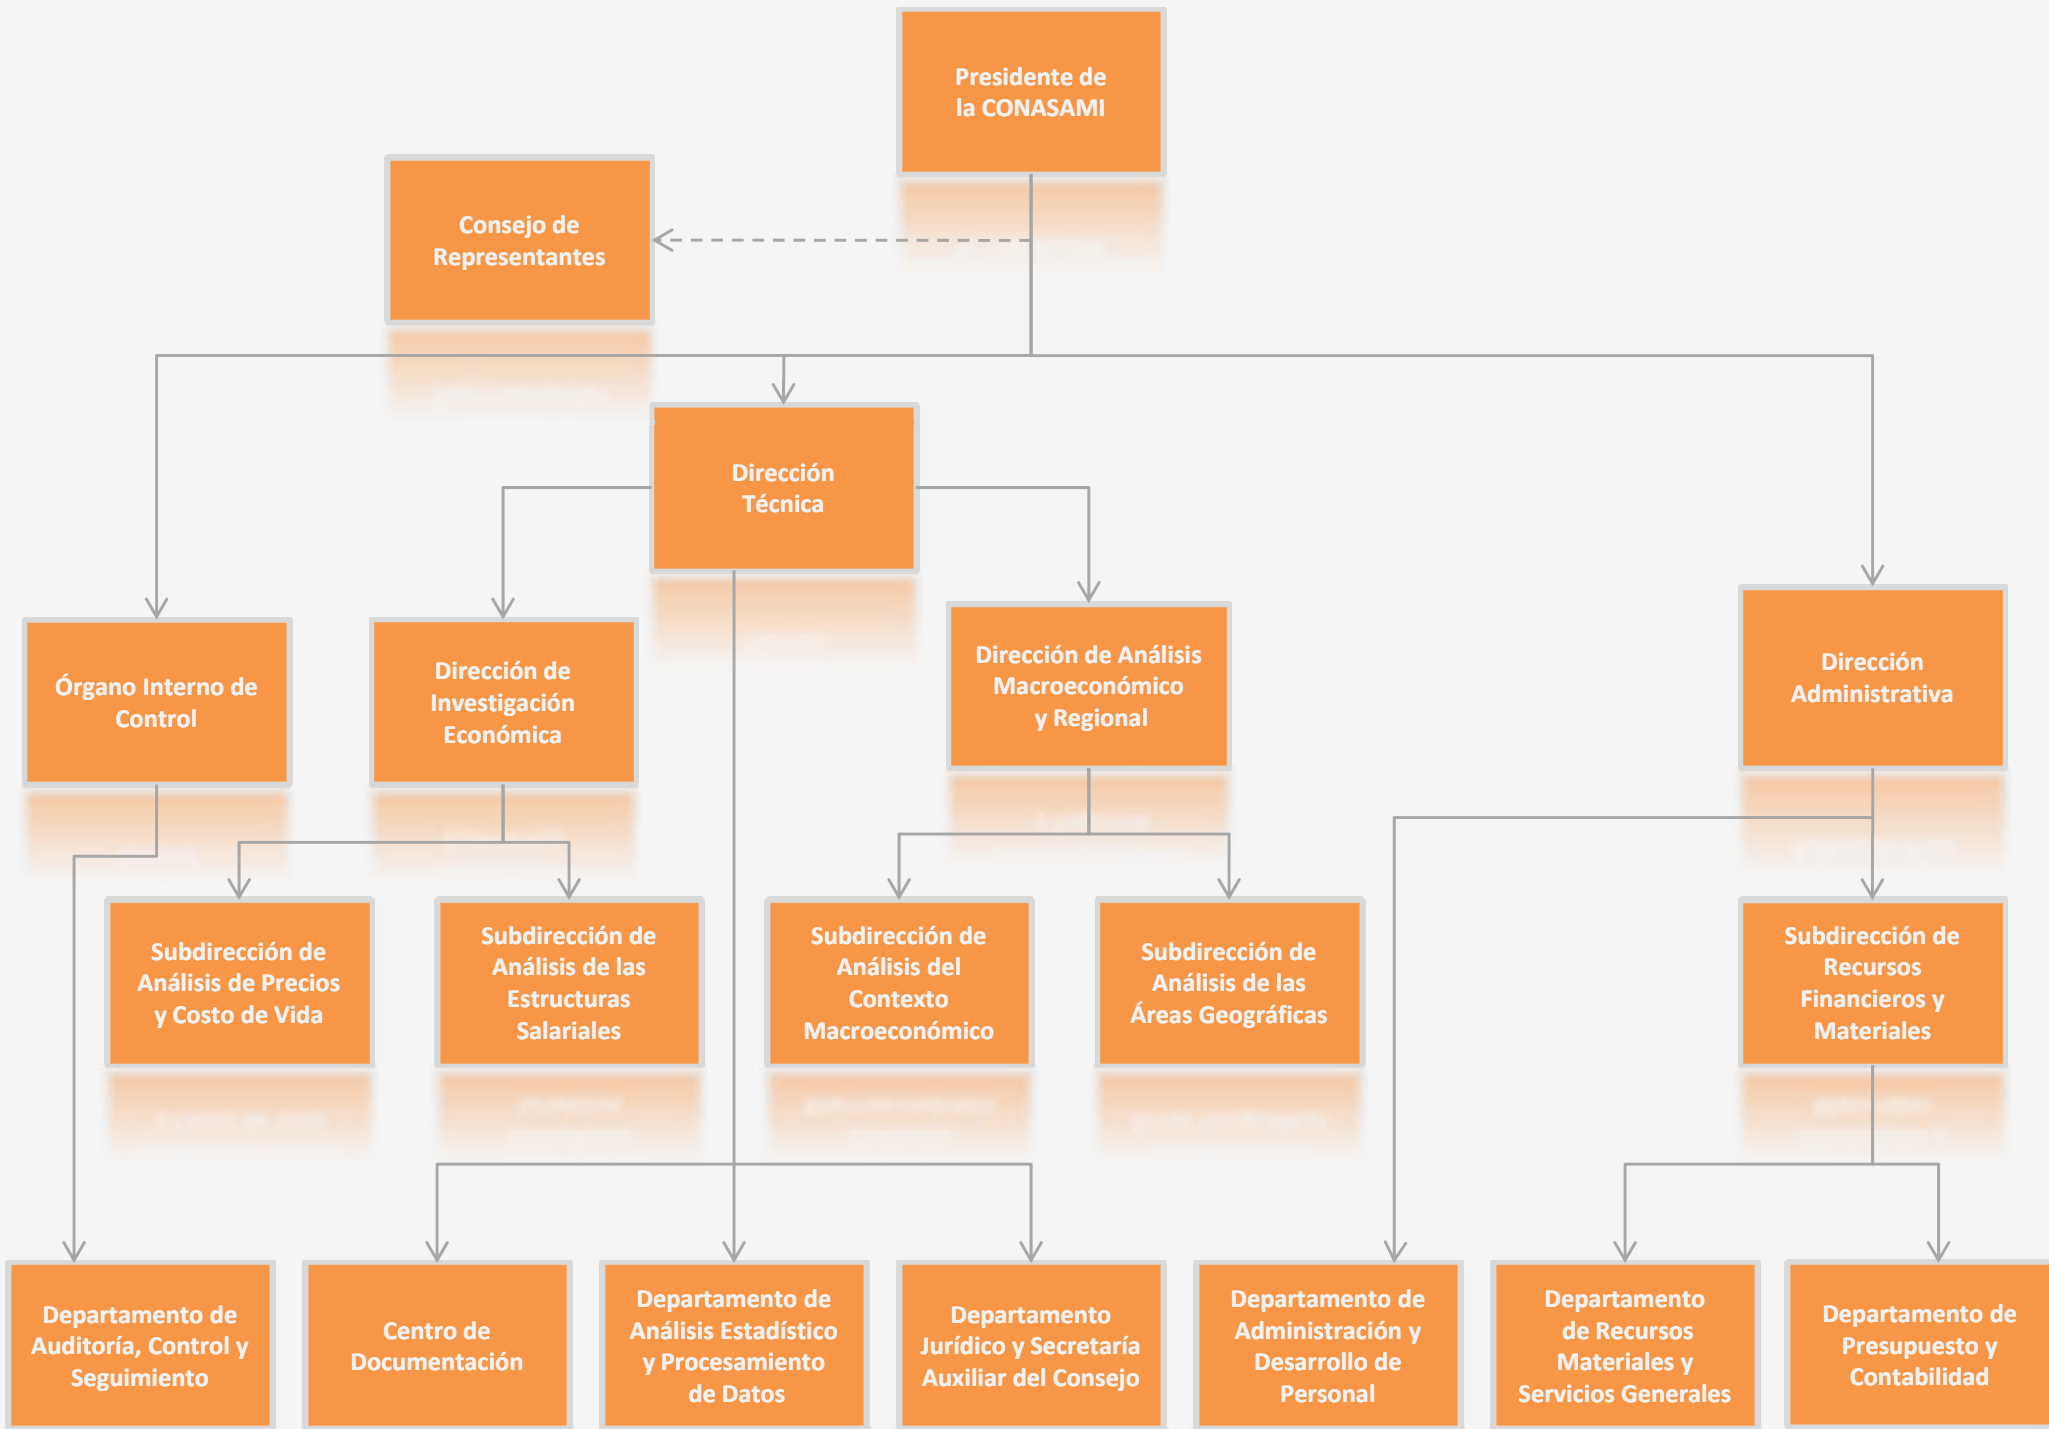 Presidente de
la CONASAMI
Consejo de
Representantes
Dirección
Técnica
Órgano Interno de
Control
Dirección de
Investigación
Económica
Dirección de Análisis
Macroeconómico
y Regional
Dirección
Administrativa
Subdirección de
Análisis de Precios
y Costo de Vida
Subdirección de
Análisis de las
Estructuras
Salariales
Subdirección de
Análisis del
Contexto
Macroeconómico
Subdirección de
Análisis de las
Áreas Geográficas
Subdirección de
Recursos
Financieros y
Materiales
Departamento de
Auditoría, Control y
Seguimiento
Centro de
Documentación
Departamento de
Análisis Estadístico
y Procesamiento
de Datos
Departamento
Jurídico y Secretaría
Auxiliar del Consejo
Departamento de
Administración y
Desarrollo de
Personal
Departamento
de Recursos
Materiales y
Servicios Generales
Departamento de
Presupuesto y
Contabilidad